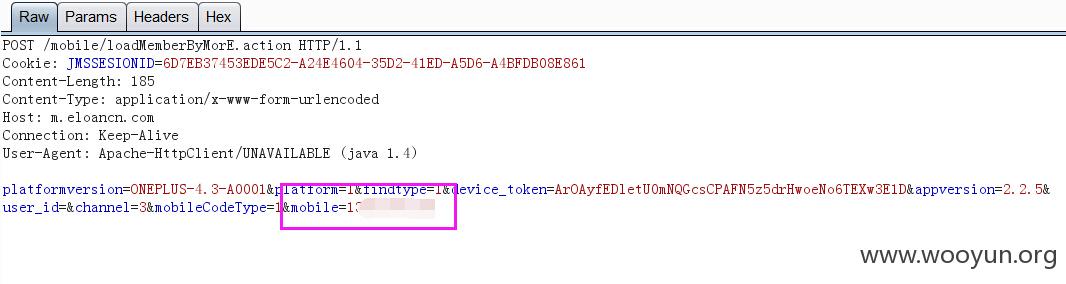 Raw Params Headers Hex
POST /mobile/loadMemberByMorE.action HTTP/1.1
Cookie: JMSSESIONID=6D7EB37453EDE5C2-A24E4604-35D2-41ED-A5D6-A4BFDB08E861
Content-Length: 185
Content-Type: application/x-www-form-urlencoded
Host: m.eloancn.com
Connection: Keep-Alive
User-Agent: Apache-HttpClient/UNAVAILABLE (java 1.4)
platformversion=ONEPLUS-4.3-A0001&platform=1&findtype=1&device_token=ArOAyfEDletU0mNQGcsCPAFN5z5drHwoeNo6TEXw3E1D&appversion=2.2.5&
user_id=&channel=3&mobileCodeType=1&mobile=13
www.wooyun.org